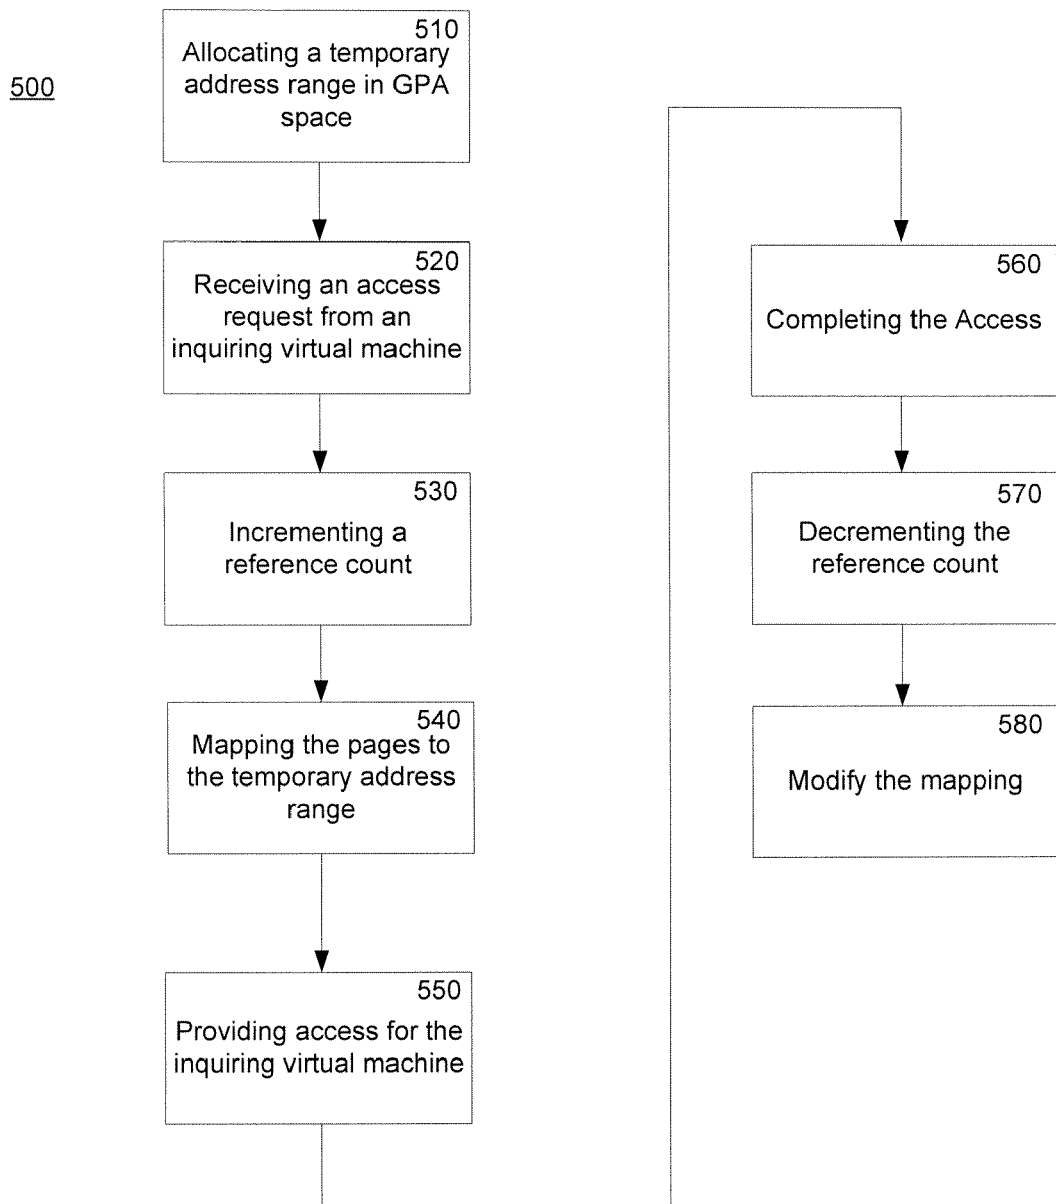 500
510
Allocating a temporary
address range in GPA
space
520
Receiving an access
request from an
inquiring virtual machine
530
Incrementing a
reference count
540
Mapping the pages to
the temporary address
range
550
Providing access for the
inquiring virtual machine
560
Completing the Access
570
Decrementing the
reference count
580
Modify the mapping